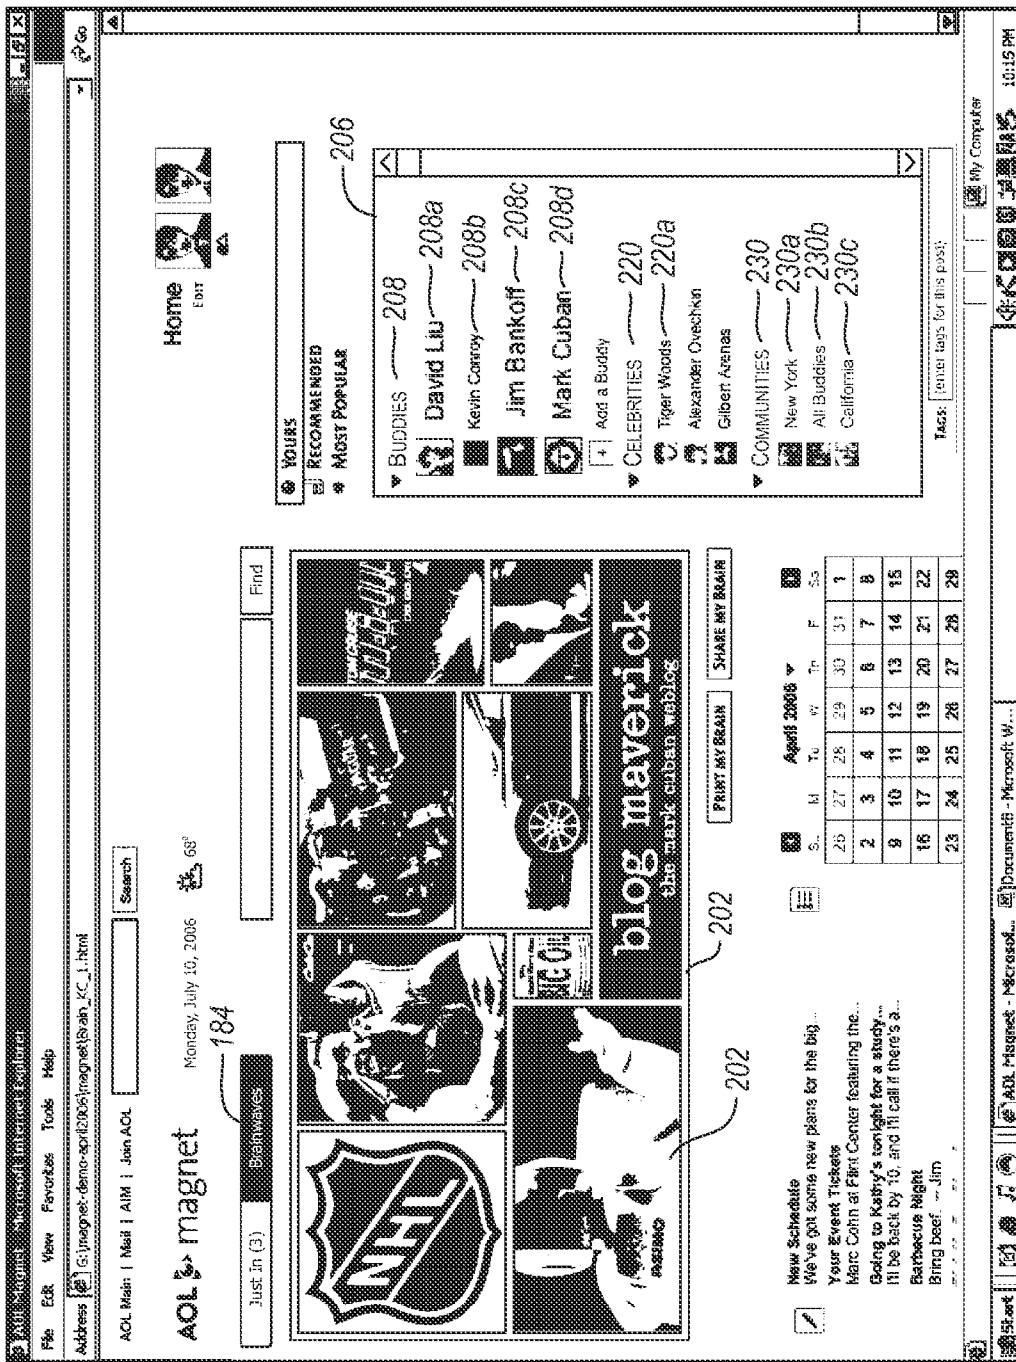 AOL Magnet - Microsoft Internet Explorer
File Edit View Favorites Tools Help
Address G:\magnet-demo-april2006\magnet\Brain_KC_1.html Go
AOL Main | Mail | AIM | Join AOL Search
AOL magnet Monday, July 10, 2006 68°
Home
EDIT
184
Just In (3) Brainwaves Find
NHL
blog maverick
the mark cuban weblog
202
202
PRINT MY BRAIN SHARE MY BRAIN
YOURS
RECOMMENDED
MOST POPULAR
206
BUDDIES 208
David Liu 208a
Kevin Conroy 208b
Jim Bankoff 208c
Mark Cuban 208d
+ Add a Buddy
CELEBRITIES 220
Tiger Woods 220a
Alexander Ovechkin
Gilbert Arenas
COMMUNITIES 230
New York 230a
All Buddies 230b
California 230c
TAGS: (enter tags for this post)
New Schedule
We've got some new plans for the big...
Your Event Tickets
Marc Cohn at Flint Center featuring the...
Going to Kathy's tonight for a study...
I'll be back by 10, and I'll call if there's a...
Barbecue Night
Bring beef. -- Jim
April 2006
S M Tu W Th F Sa
26 27 28 29 30 31 1
2 3 4 5 6 7 8
9 10 11 12 13 14 15
16 17 18 19 20 21 22
23 24 25 26 27 28 29
My Computer
Start AOL Magnet - Microsof... Document8 - Microsoft W... 10:15 PM